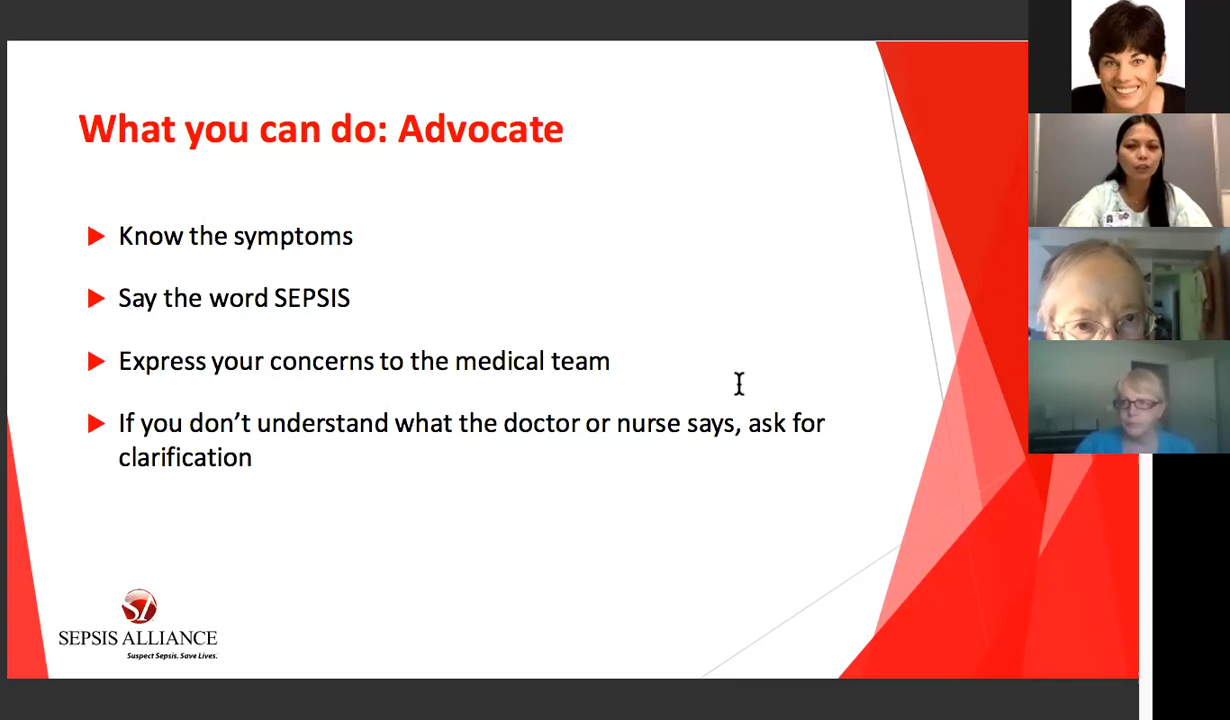 What you can do: Advocate
Know the symptoms
Say the word SEPSIS
Express your concerns to the medical team
If you don’t understand what the doctor or nurse says, ask for
clarification
SA
SEPSIS ALLIANCE
Suspect Sepsis. Save Lives.